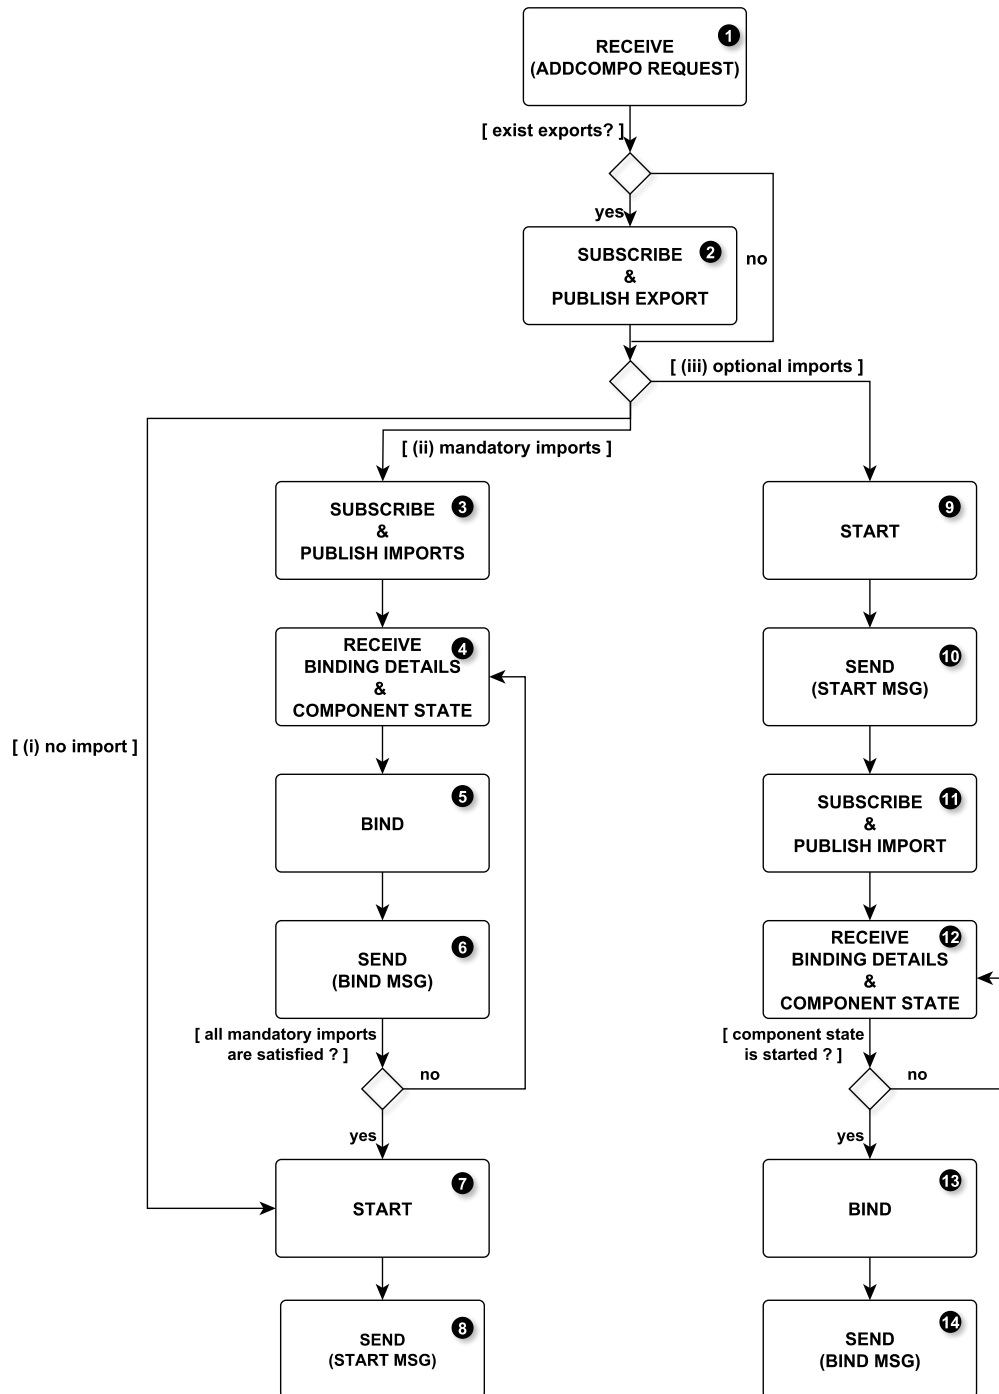 1
RECEIVE
(ADDCOMPO REQUEST)
[ exist exports? ]
yes
no
2
SUBSCRIBE
&
PUBLISH EXPORT
[ (iii) optional imports ]
[ (ii) mandatory imports ]
[ (i) no import ]
3
SUBSCRIBE
&
PUBLISH IMPORTS
4
RECEIVE
BINDING DETAILS
&
COMPONENT STATE
5
BIND
6
SEND
(BIND MSG)
[ all mandatory imports
are satisfied ? ]
no
yes
7
START
8
SEND
(START MSG)
9
START
10
SEND
(START MSG)
11
SUBSCRIBE
&
PUBLISH IMPORT
12
RECEIVE
BINDING DETAILS
&
COMPONENT STATE
[ component state
is started ? ]
no
yes
13
BIND
14
SEND
(BIND MSG)